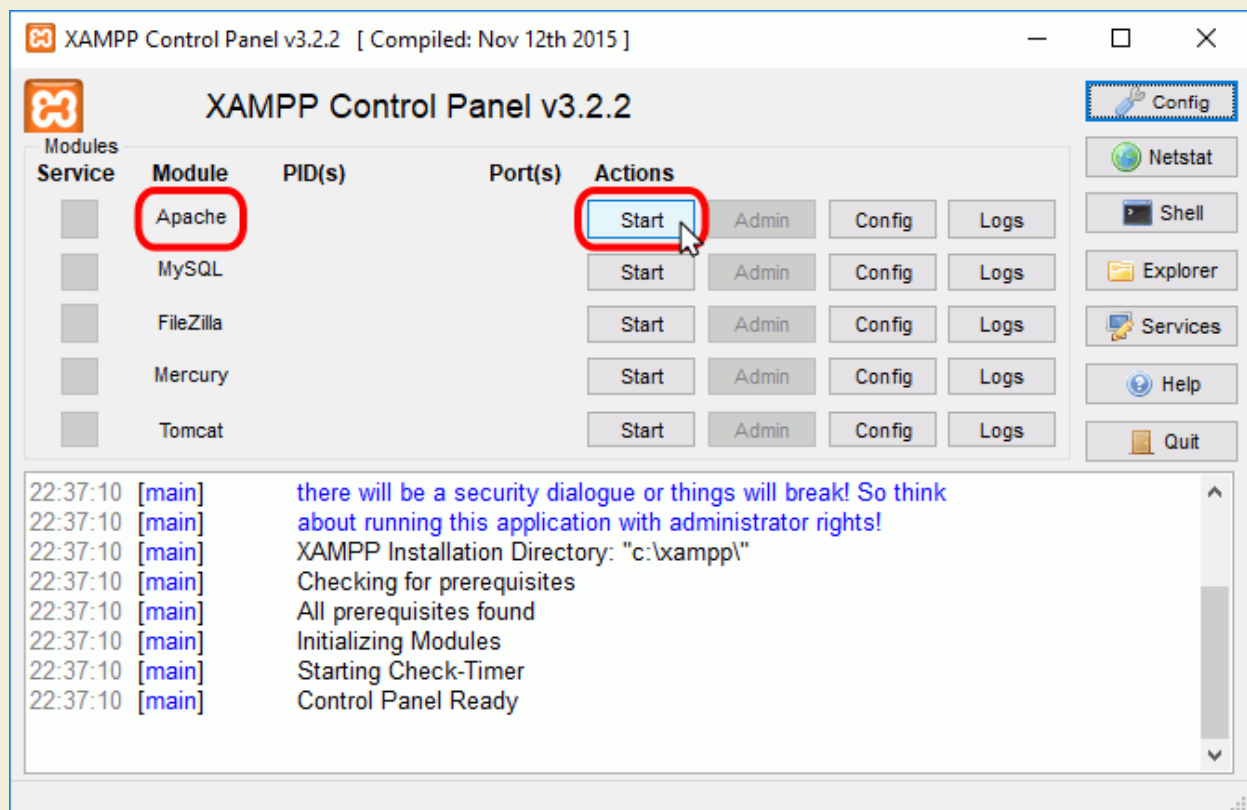 XAMPP Control Panel v3.2.2 [ Compiled: Nov 12th 2015 ]
XAMPP Control Panel v3.2.2
Config
Modules
Service Module PID(s) Port(s) Actions
Netstat
Apache Start Admin Config Logs
Shell
MySQL Start Admin Config Logs
Explorer
FileZilla Start Admin Config Logs
Services
Mercury Start Admin Config Logs
Help
Tomcat Start Admin Config Logs
Quit
22:37:10 [main] there will be a security dialogue or things will break! So think
22:37:10 [main] about running this application with administrator rights!
22:37:10 [main] XAMPP Installation Directory: "c:\xampp\"
22:37:10 [main] Checking for prerequisites
22:37:10 [main] All prerequisites found
22:37:10 [main] Initializing Modules
22:37:10 [main] Starting Check-Timer
22:37:10 [main] Control Panel Ready